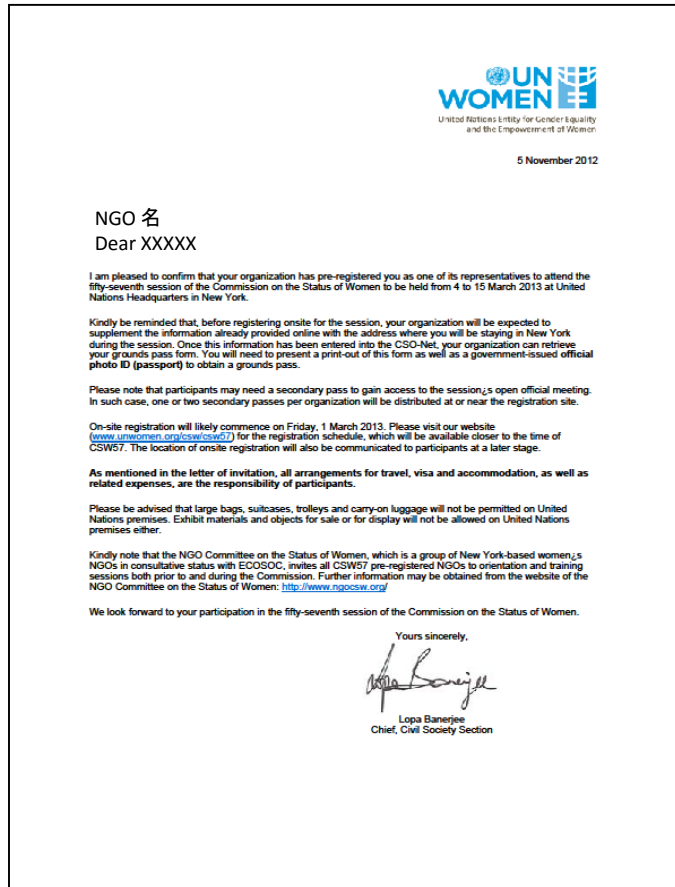 UN
WOMEN
United Nations Entity for Gender Equality
and the Empowerment of Women
5 November 2012
NGO 名
Dear XXXXX
I am pleased to confirm that your organization has pre-registered you as one of its representatives to attend the
fifty-seventh session of the Commission on the Status of Women to be held from 4 to 15 March 2013 at United
Nations Headquarters in New York.
Kindly be reminded that, before registering onsite for the session, your organization will be expected to
supplement the information already provided online with the address where you will be staying in New York
during the session. Once this information has been entered into the CSO-Net, your organization can retrieve
your grounds pass form. You will need to present a print-out of this form as well as a government-issued official
photo ID (passport) to obtain a grounds pass.
Please note that participants may need a secondary pass to gain access to the session¿s open official meeting.
In such case, one or two secondary passes per organization will be distributed at or near the registration site.
On-site registration will likely commence on Friday, 1 March 2013. Please visit our website
(www.unwomen.org/csw/csw57) for the registration schedule, which will be available closer to the time of
CSW57. The location of onsite registration will also be communicated to participants at a later stage.
As mentioned in the letter of invitation, all arrangements for travel, visa and accommodation, as well as
related expenses, are the responsibility of participants.
Please be advised that large bags, suitcases, trolleys and carry-on luggage will not be permitted on United
Nations premises. Exhibit materials and objects for sale or for display will not be allowed on United Nations
premises either.
Kindly note that the NGO Committee on the Status of Women, which is a group of New York-based women¿s
NGOs in consultative status with ECOSOC, invites all CSW57 pre-registered NGOs to orientation and training
sessions both prior to and during the Commission. Further information may be obtained from the website of the
NGO Committee on the Status of Women: http://www.ngocsw.org/
We look forward to your participation in the fifty-seventh session of the Commission on the Status of Women.
Yours sincerely,
Lopa Banerjee
Lopa Banerjee
Chief, Civil Society Section